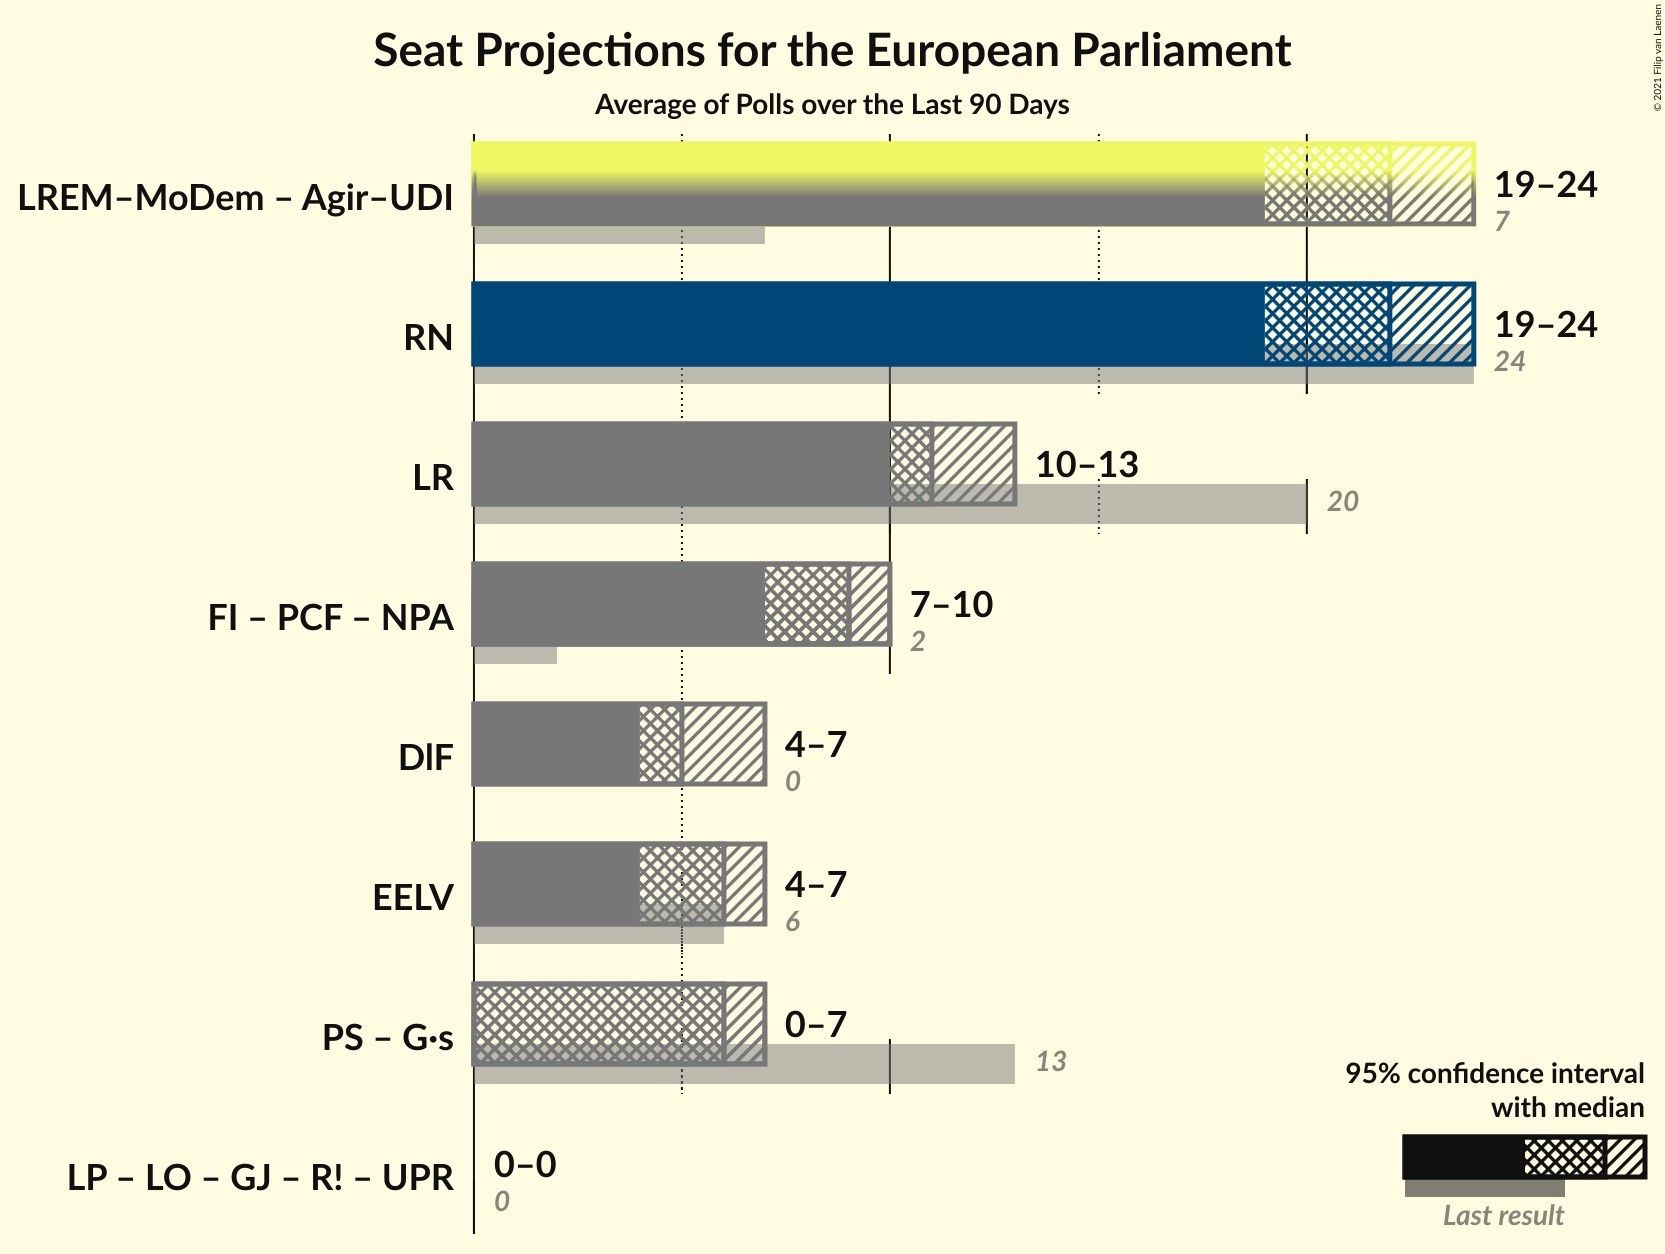 Seat Projections for the European Parliament
Average of Polls over the Last 90 Days
© 2021 Filip van Laenen
LREM–MoDem – Agir–UDI
19–24
7
RN
19–24
24
LR
10–13
20
FI – PCF – NPA
7–10
2
DlF
4–7
0
EELV
4–7
6
PS – G·s
0–7
13
LP – LO – GJ – R! – UPR
0–0
0
95% confidence interval
with median
Last result